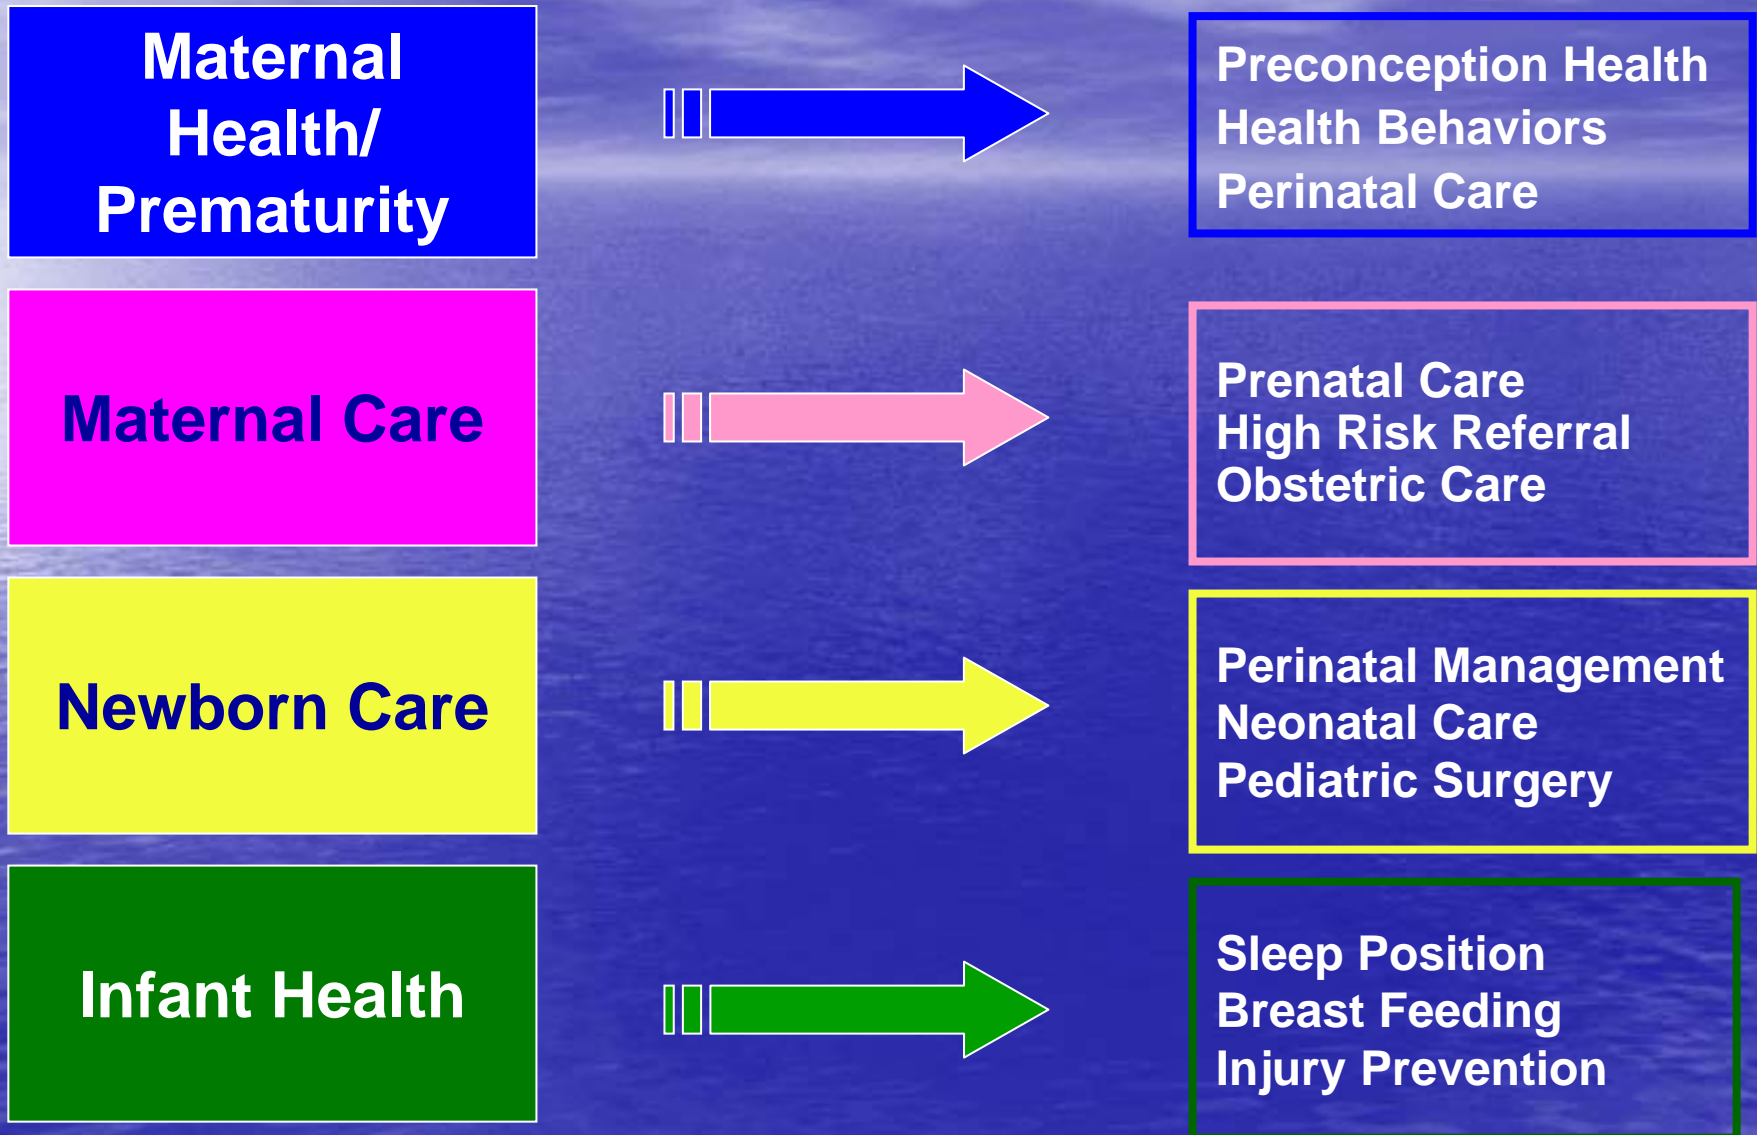 Maternal
Health/
Prematurity
Preconception Health
Health Behaviors
Perinatal Care
Maternal Care
Prenatal Care
High Risk Referral
Obstetric Care
Newborn Care
Perinatal Management
Neonatal Care
Pediatric Surgery
Infant Health
Sleep Position
Breast Feeding
Injury Prevention